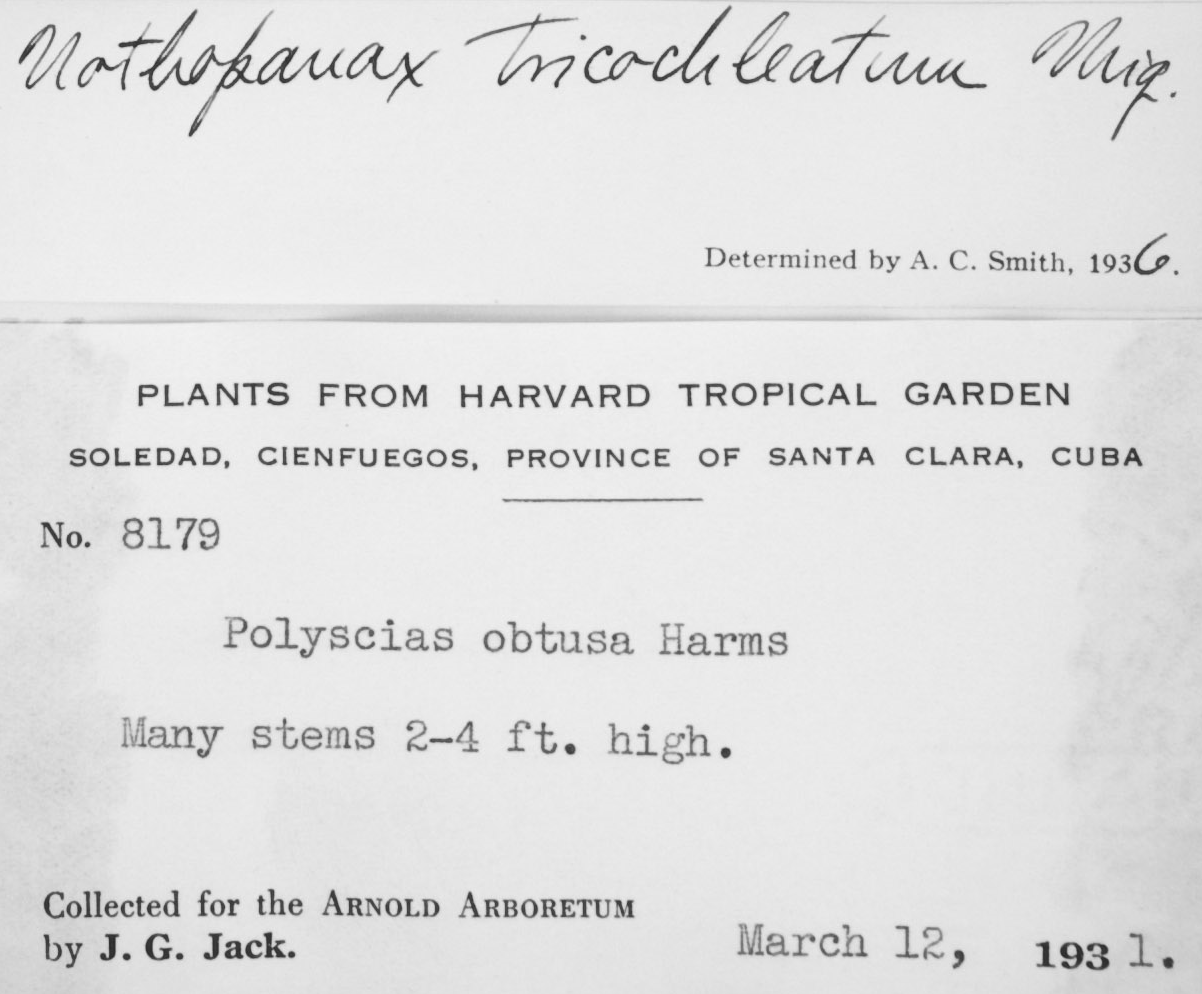 Nothopanax tricochleatum Miq.
Determined by A. C. Smith, 1936.
PLANTS FROM HARVARD TROPICAL GARDEN
SOLEDAD, CIENFUEGOS, PROVINCE OF SANTA CLARA, CUBA
No. 8179
Polyscias obtusa Harms
Many stems 2-4 ft. high.
Collected for the ARNOLD ARBORETUM
by J. G. Jack. March 12, 1931.